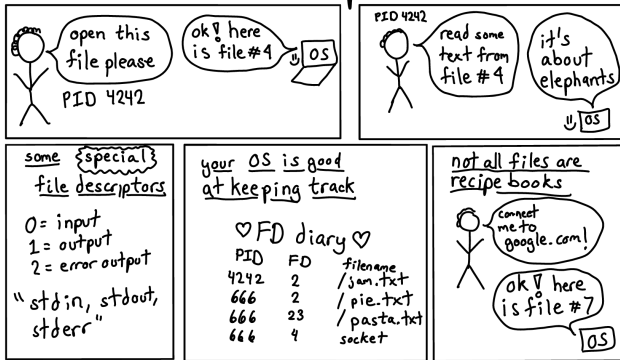 open this
file please
PID 4242
ok! here
is file #4
OS
PID 4242
read some
text from
file #4
it's
about
elephants
OS
some special
file descriptors
0 = input
1 = output
2 = error output
"stdin, stdout,
stderr"
your OS is good
at keeping track
♡ FD diary ♡
PID FD filename
4242 2 /jam.txt
666 2 /pie.txt
666 23 /pasta.txt
666 4 socket
not all files are
recipe books
connect
me to
google.com!
ok! here
is file #7
OS